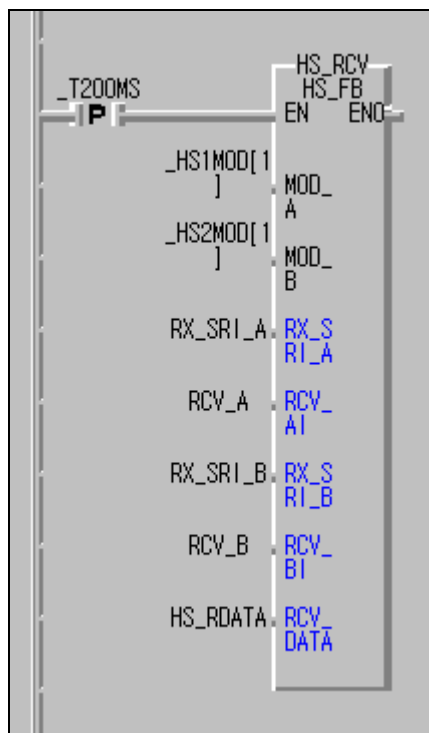 HS_RCV
_T200MS
HS_FB
P
EN ENO
_HS1MOD[1
]
MOD_
A
_HS2MOD[1
]
MOD_
B
RX_SRI_A
RX_S
RI_A
RCV_A
RCV_
AI
RX_SRI_B
RX_S
RI_B
RCV_B
RCV_
BI
HS_RDATA
RCV_
DATA